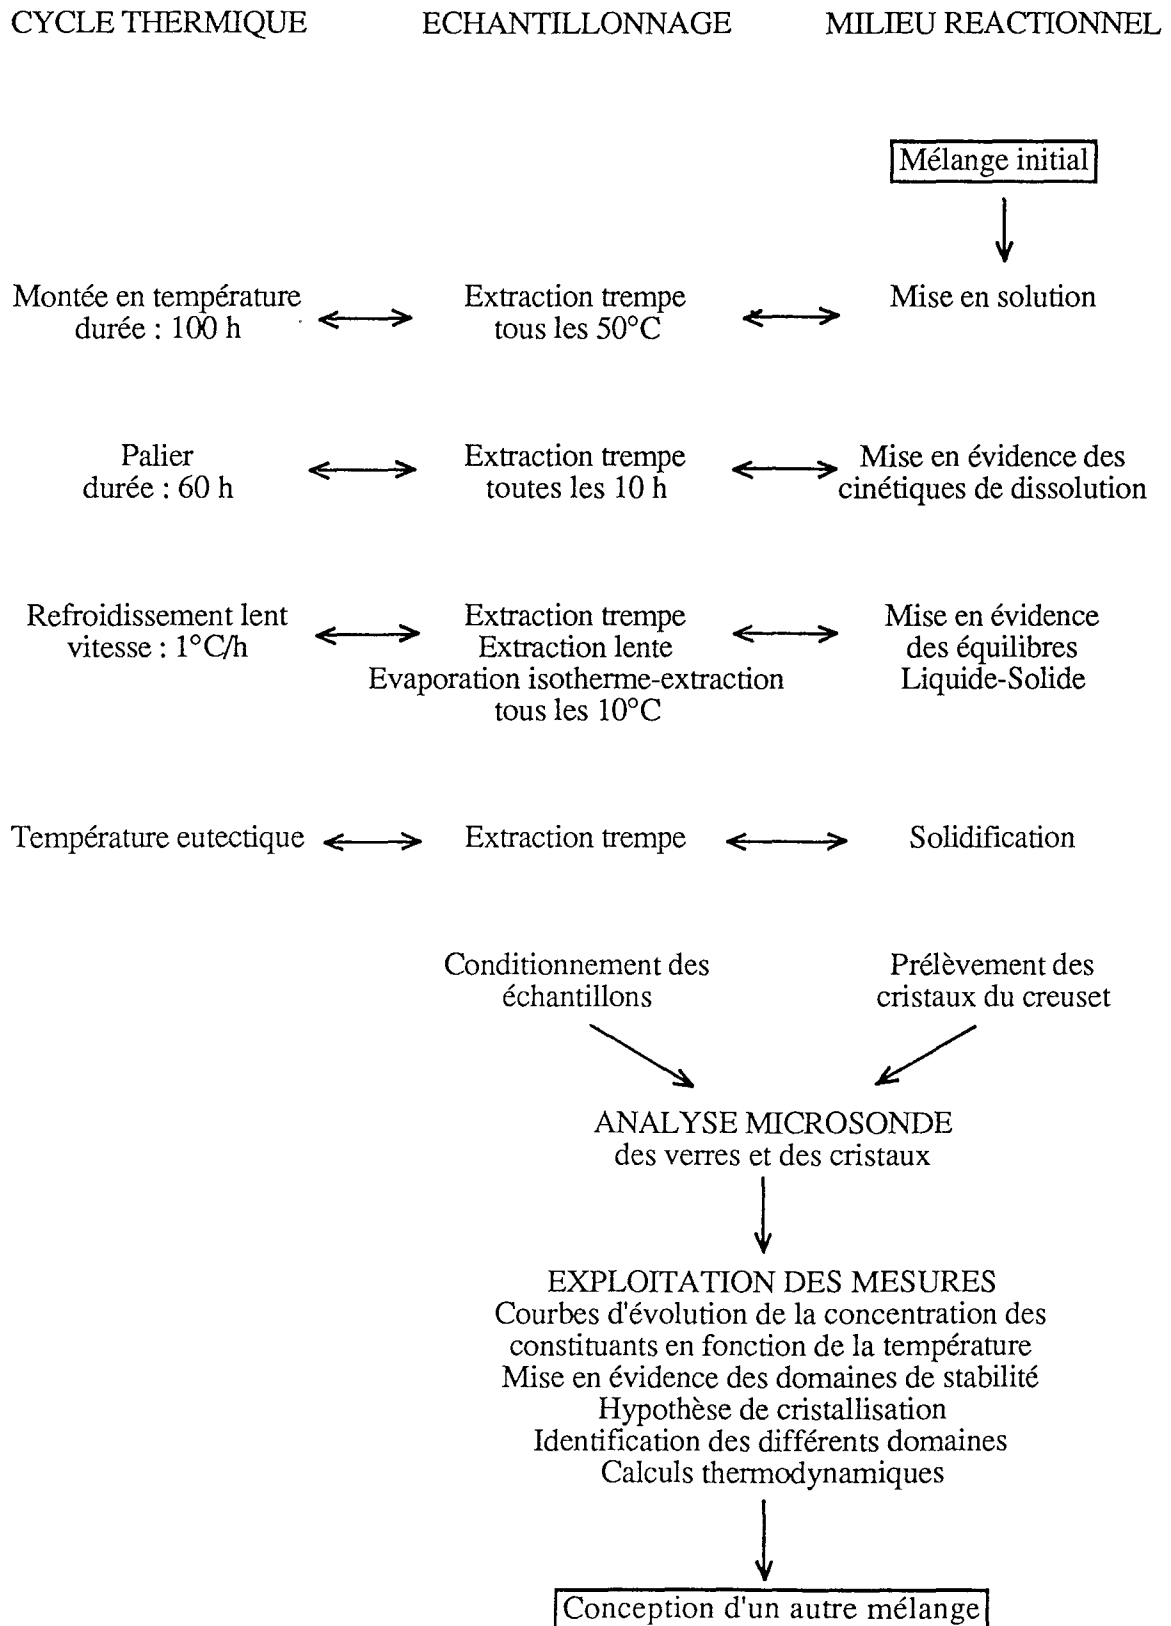 CYCLE THERMIQUE ECHANTILLONNAGE MILIEU REACTIONNEL
Mélange initial
Montée en température
durée : 100 h
Extraction trempe
tous les 50°C
Mise en solution
Palier
durée : 60 h
Extraction trempe
toutes les 10 h
Mise en évidence des
cinétiques de dissolution
Refroidissement lent
vitesse : 1°C/h
Extraction trempe
Extraction lente
Evaporation isotherme-extraction
tous les 10°C
Mise en évidence
des équilibres
Liquide-Solide
Température eutectique
Extraction trempe
Solidification
Conditionnement des
échantillons
Prélèvement des
cristaux du creuset
ANALYSE MICROSONDE
des verres et des cristaux
EXPLOITATION DES MESURES
Courbes d'évolution de la concentration des
constituants en fonction de la température
Mise en évidence des domaines de stabilité
Hypothèse de cristallisation
Identification des différents domaines
Calculs thermodynamiques
Conception d'un autre mélange